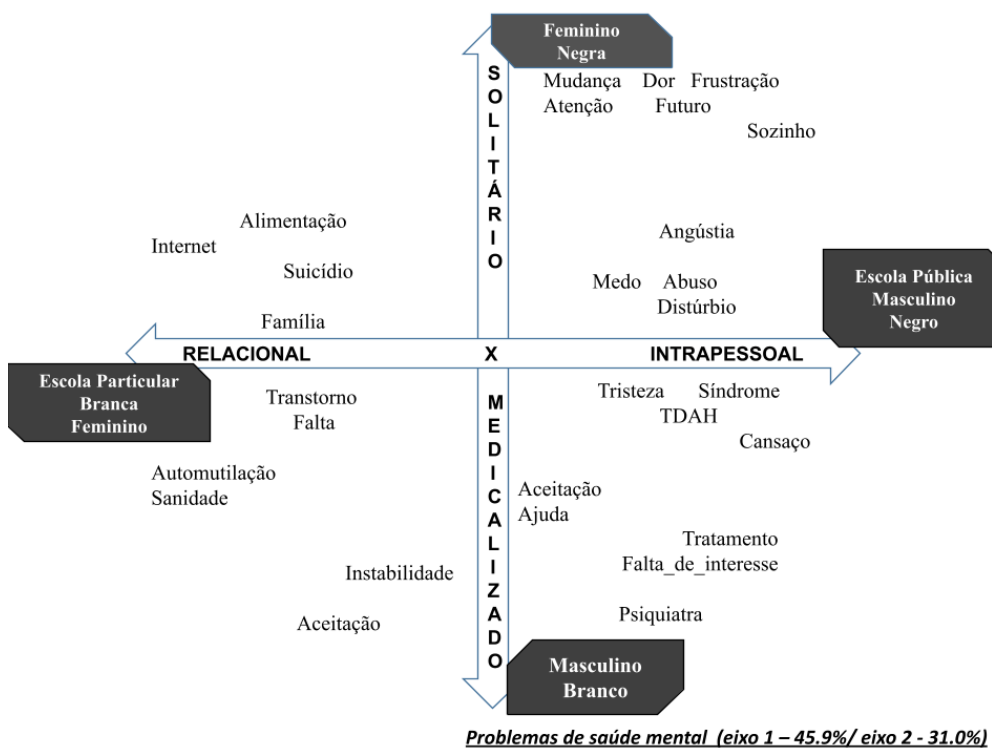 Feminino
Negra
SOLITÁRIO
Mudança Dor Frustração
Atenção Futuro
Sozinho
Alimentação
Internet
Suicídio
Família
Angústia
Medo Abuso
Distúrbio
Escola Pública
Masculino
Negro
RELACIONAL X INTRAPESSOAL
Escola Particular
Branca
Feminino
MEDICALIZADO
Transtorno
Falta
Automutilação
Sanidade
Instabilidade
Aceitação
Tristeza Síndrome
TDAH
Cansaço
Aceitação
Ajuda
Tratamento
Falta_de_interesse
Psiquiatra
Masculino
Branco
Problemas de saúde mental (eixo 1 – 45.9%/ eixo 2 - 31.0%)